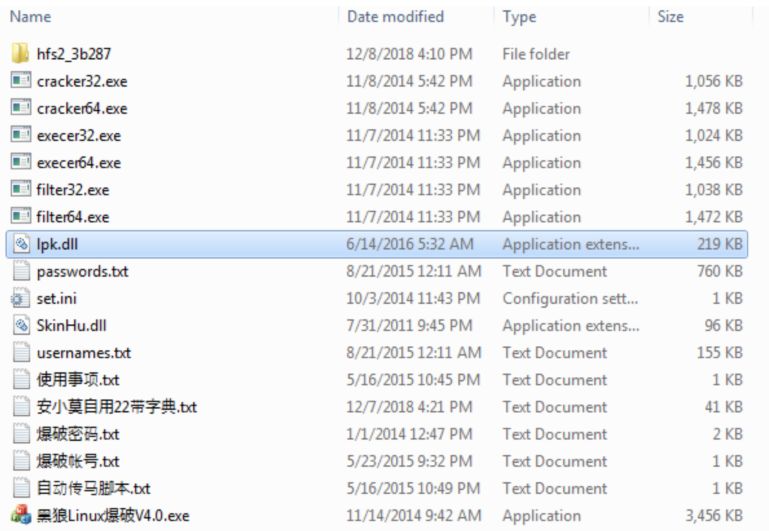 Name Date modified Type Size
hfs2_3b287 12/8/2018 4:10 PM File folder
cracker32.exe 11/8/2014 5:42 PM Application 1,056 KB
cracker64.exe 11/8/2014 5:42 PM Application 1,478 KB
execer32.exe 11/7/2014 11:33 PM Application 1,024 KB
execer64.exe 11/7/2014 11:33 PM Application 1,456 KB
filter32.exe 11/7/2014 11:33 PM Application 1,038 KB
filter64.exe 11/7/2014 11:33 PM Application 1,472 KB
lpk.dll 6/14/2016 5:32 AM Application extens... 219 KB
passwords.txt 8/21/2015 12:11 AM Text Document 760 KB
set.ini 10/3/2014 11:43 PM Configuration sett... 1 KB
SkinHu.dll 7/31/2011 9:45 PM Application extens... 96 KB
usernames.txt 8/21/2015 12:11 AM Text Document 155 KB
使用事项.txt 5/16/2015 10:45 PM Text Document 1 KB
安小莫自用22带字典.txt 12/7/2018 4:21 PM Text Document 41 KB
爆破密码.txt 1/1/2014 12:47 PM Text Document 2 KB
爆破帐号.txt 5/23/2015 9:32 PM Text Document 1 KB
自动传马脚本.txt 5/16/2015 10:49 PM Text Document 1 KB
黑狼Linux爆破V4.0.exe 11/14/2014 9:42 AM Application 3,456 KB